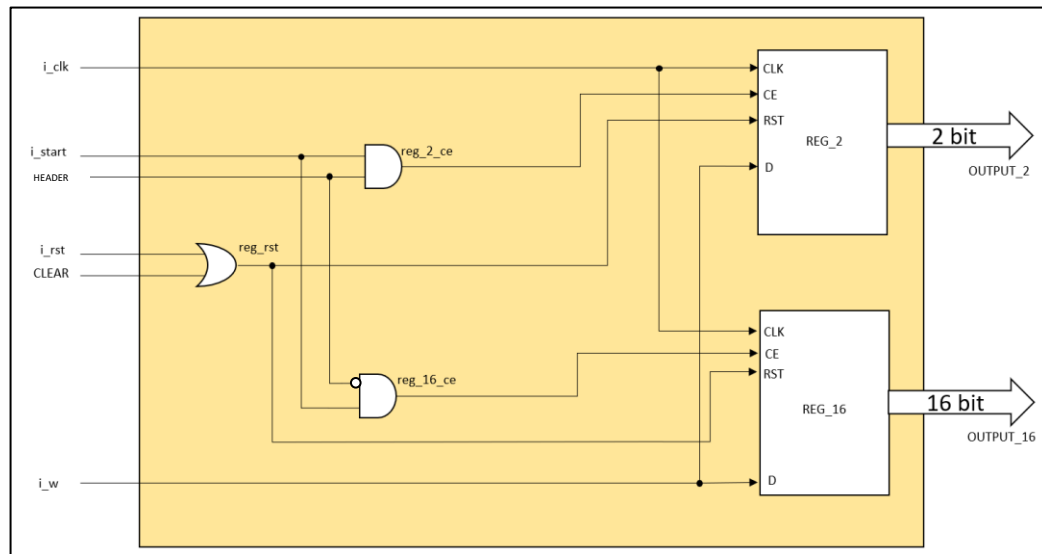 i_clk
i_start
HEADER
i_rst
CLEAR
i_w
reg_2_ce
reg_rst
reg_16_ce
CLK
CE
RST
D
REG_2
2 bit
OUTPUT_2
CLK
CE
RST
D
REG_16
16 bit
OUTPUT_16